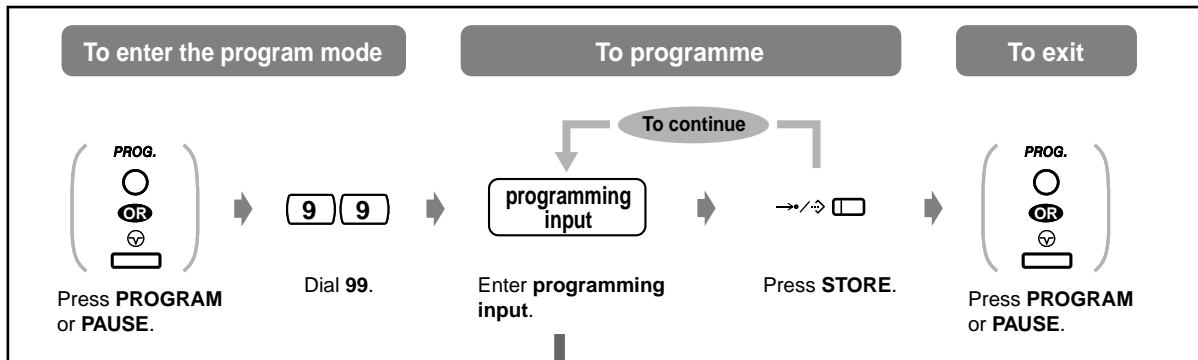 To enter the program mode
To programme
To exit
To continue
PROG.
OR
9 9
programming
input
PROG.
OR
Press PROGRAM
or PAUSE.
Dial 99.
Enter programming
input.
Press STORE.
Press PROGRAM
or PAUSE.